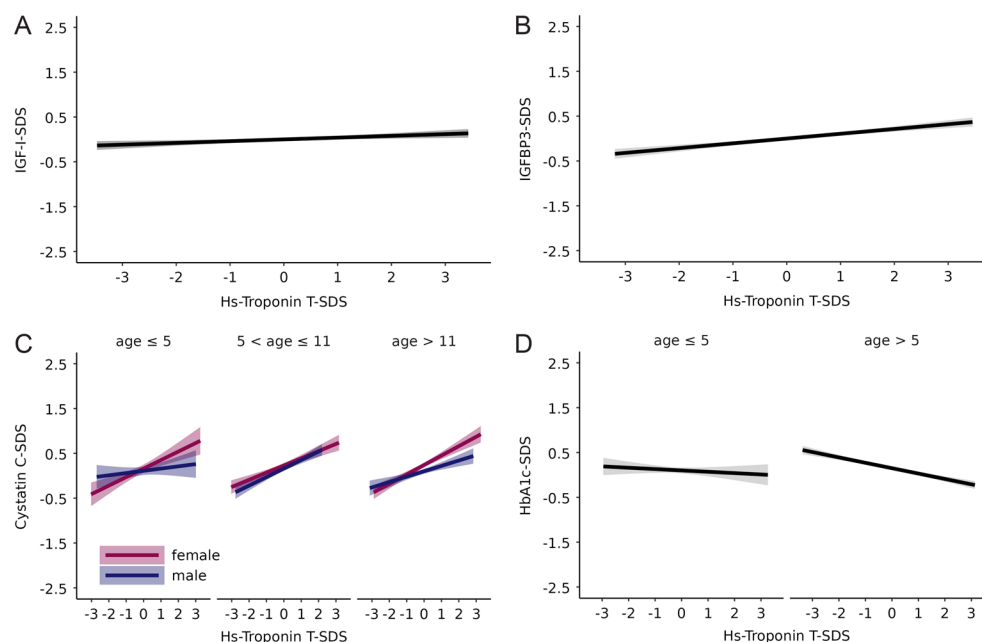 A
2.5
1.5
0.5
-0.5
-1.5
-2.5
IGF-I-SDS
-3 -2 -1 0 1 2 3
Hs-Troponin T-SDS
B
2.5
1.5
0.5
-0.5
-1.5
-2.5
IGFBP3-SDS
-3 -2 -1 0 1 2 3
Hs-Troponin T-SDS
C
age ≤ 5 5 < age ≤ 11 age > 11
2.5
1.5
0.5
-0.5
-1.5
-2.5
Cystatin C-SDS
female
male
-3 -2 -1 0 1 2 3 -3 -2 -1 0 1 2 3 -3 -2 -1 0 1 2 3
Hs-Troponin T-SDS
D
age ≤ 5 age > 5
2.5
1.5
0.5
-0.5
-1.5
-2.5
HbA1c-SDS
-3 -2 -1 0 1 2 3 -3 -2 -1 0 1 2 3
Hs-Troponin T-SDS